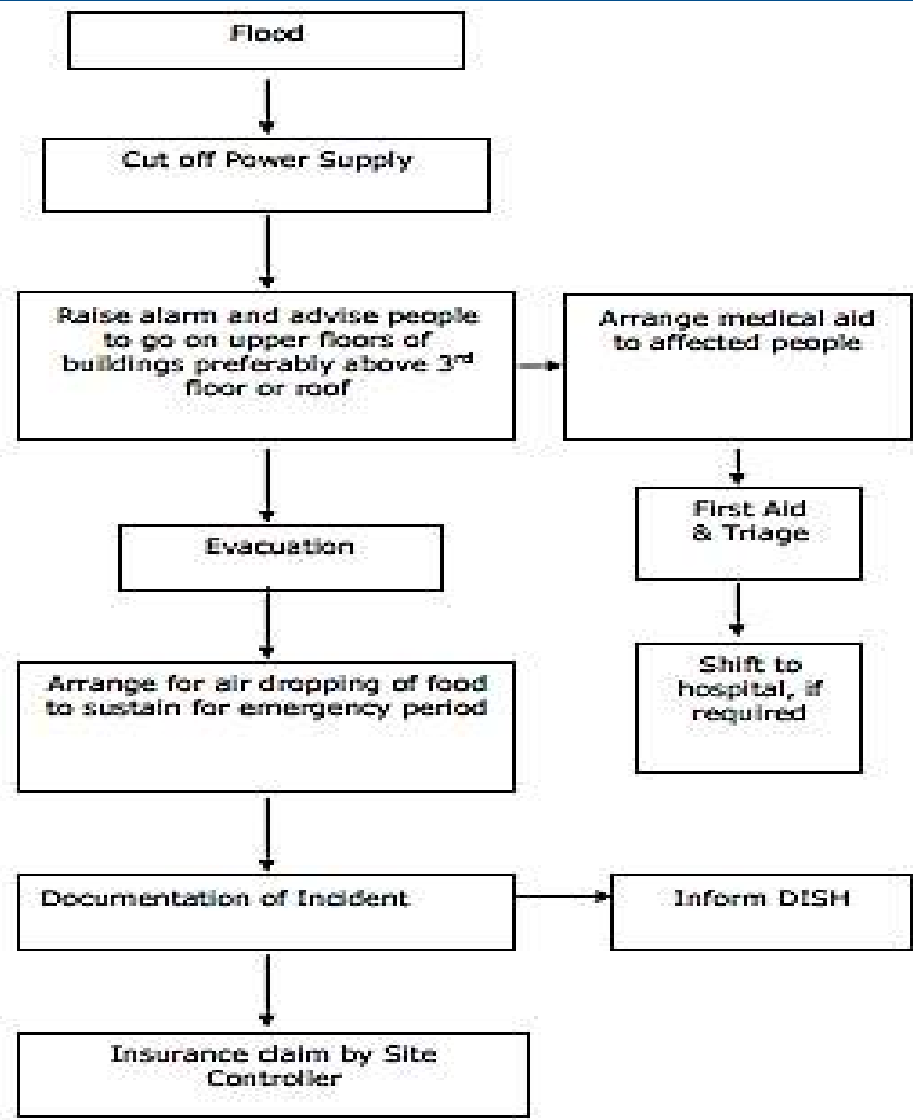 Flood
Cut off Power Supply
Raise alarm and advise people
to go on upper floors of
buildings preferably above 3rd
floor or roof
Arrange medical aid
to affected people
First Aid
& Triage
Evacuation
Shift to
hospital, if
required
Arrange for air dropping of food
to sustain for emergency period
Documentation of Incident
Inform DISH
Insurance claim by Site
Controller